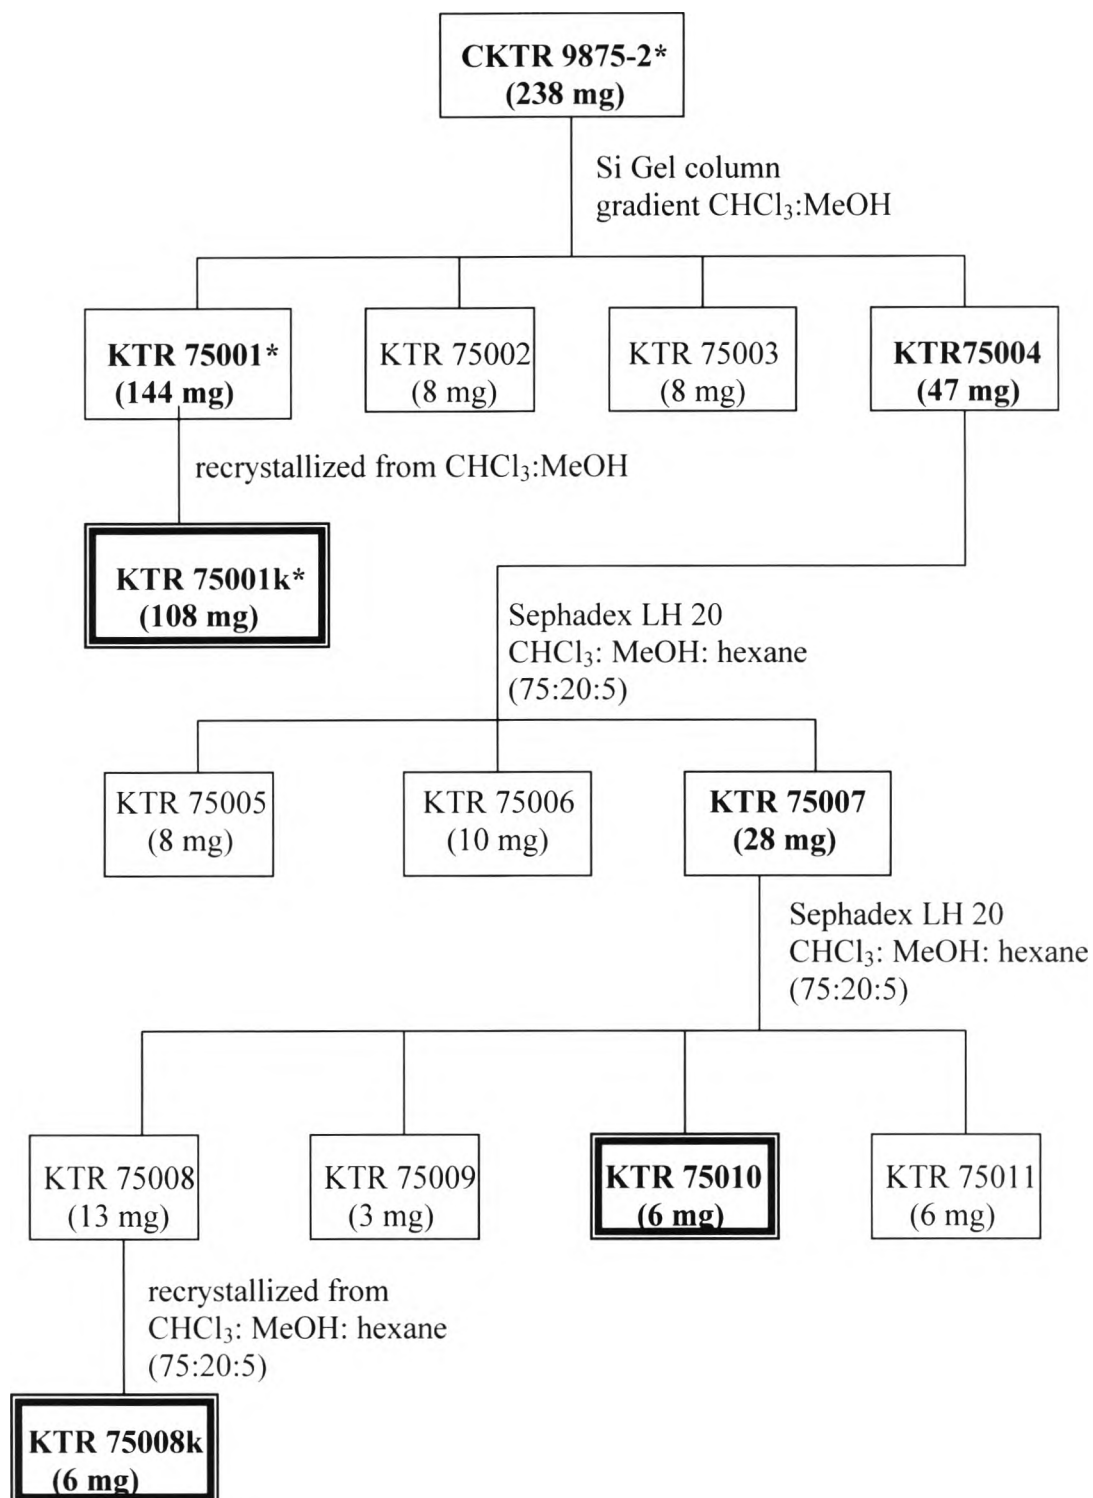 CKTR 9875-2*
(238 mg)
Si Gel column
gradient CHCl₃:MeOH
KTR 75001*
(144 mg)
KTR 75002
(8 mg)
KTR 75003
(8 mg)
KTR75004
(47 mg)
recrystallized from CHCl₃:MeOH
KTR 75001k*
(108 mg)
Sephadex LH 20
CHCl₃: MeOH: hexane
(75:20:5)
KTR 75005
(8 mg)
KTR 75006
(10 mg)
KTR 75007
(28 mg)
Sephadex LH 20
CHCl₃: MeOH: hexane
(75:20:5)
KTR 75008
(13 mg)
KTR 75009
(3 mg)
KTR 75010
(6 mg)
KTR 75011
(6 mg)
recrystallized from
CHCl₃: MeOH: hexane
(75:20:5)
KTR 75008k
(6 mg)